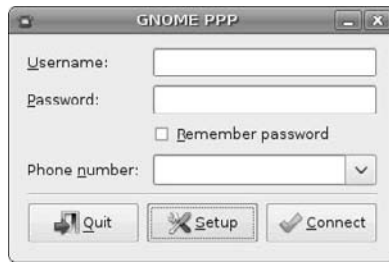 GNOME PPP
Username:
Password:
Remember password
Phone number:
Quit Setup Connect